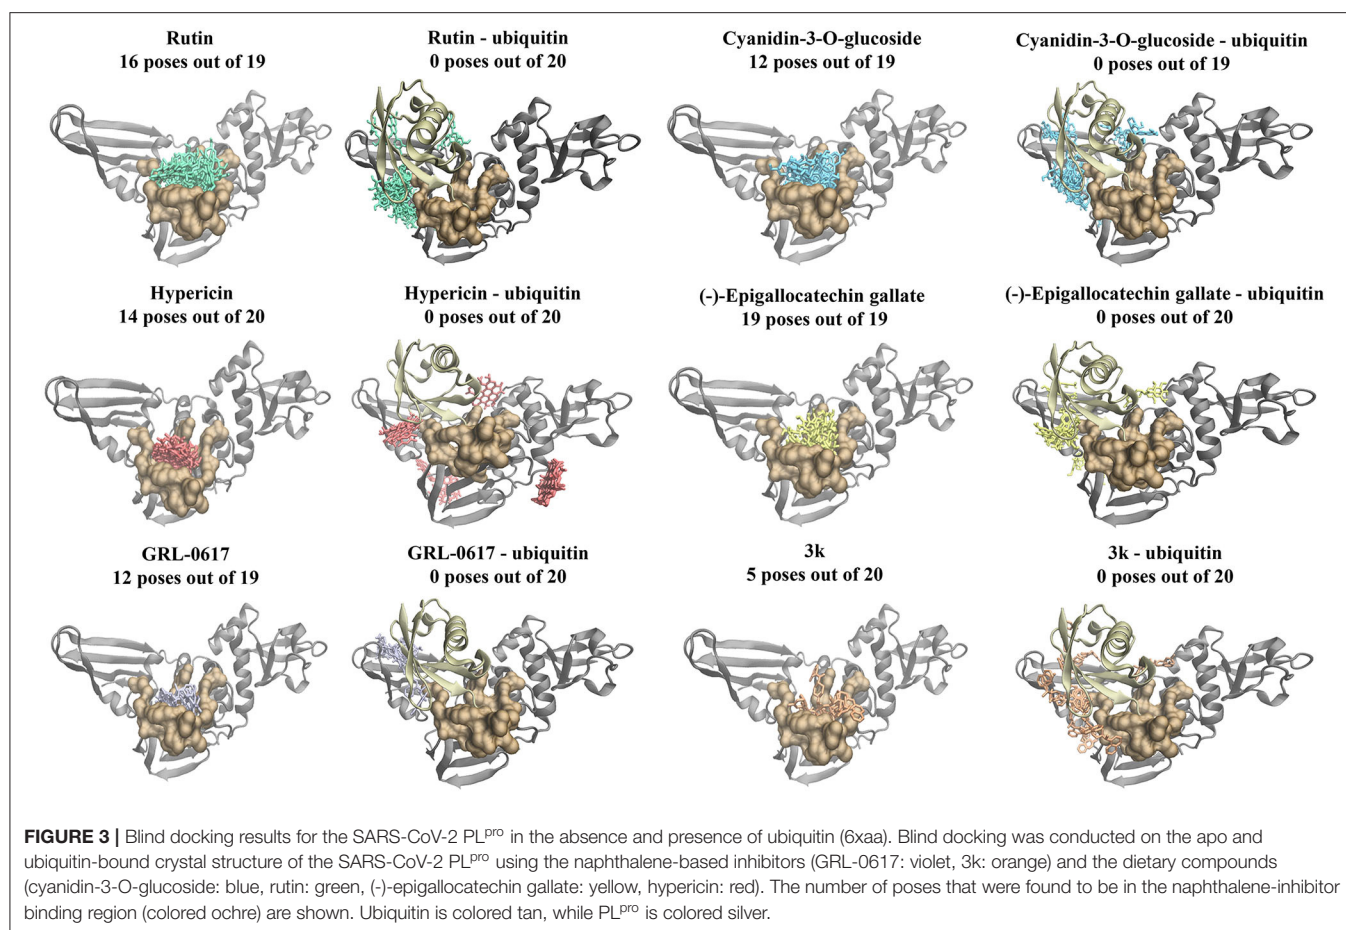 Rutin
16 poses out of 19
Rutin - ubiquitin
0 poses out of 20
Cyanidin-3-O-glucoside
12 poses out of 19
Cyanidin-3-O-glucoside - ubiquitin
0 poses out of 19
Hypericin
14 poses out of 20
Hypericin - ubiquitin
0 poses out of 20
(-)-Epigallocatechin gallate
19 poses out of 19
(-)-Epigallocatechin gallate - ubiquitin
0 poses out of 20
GRL-0617
12 poses out of 19
GRL-0617 - ubiquitin
0 poses out of 20
3k
5 poses out of 20
3k - ubiquitin
0 poses out of 20
FIGURE 3 | Blind docking results for the SARS-CoV-2 PLpro in the absence and presence of ubiquitin (6xaa). Blind docking was conducted on the apo and
ubiquitin-bound crystal structure of the SARS-CoV-2 PLpro using the naphthalene-based inhibitors (GRL-0617: violet, 3k: orange) and the dietary compounds
(cyanidin-3-O-glucoside: blue, rutin: green, (-)-epigallocatechin gallate: yellow, hypericin: red). The number of poses that were found to be in the naphthalene-inhibitor
binding region (colored ochre) are shown. Ubiquitin is colored tan, while PLpro is colored silver.